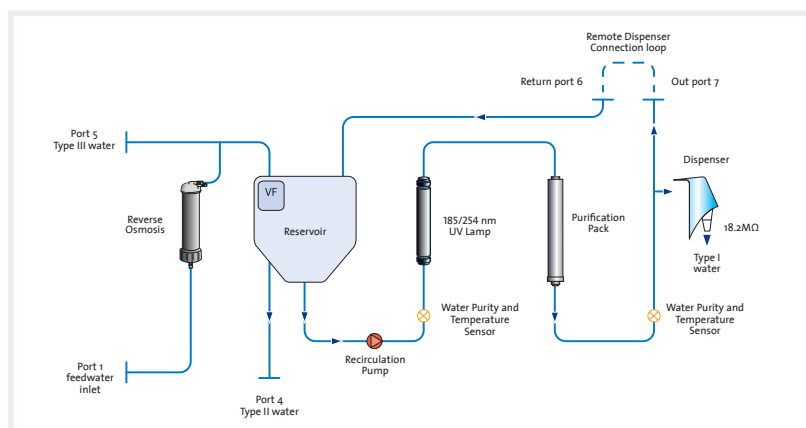 Remote Dispenser
Connection loop
Return port 6
Out port 7
Port 5
Type III water
Dispenser
VF
Reverse
Osmosis
Reservoir
185/254 nm
UV Lamp
Purification
Pack
18.2MΩ
Type I
water
Water Purity and
Temperature
Sensor
Water Purity and
Temperature
Sensor
Recirculation
Pump
Port 1
feedwater
inlet
Port 4
Type II water